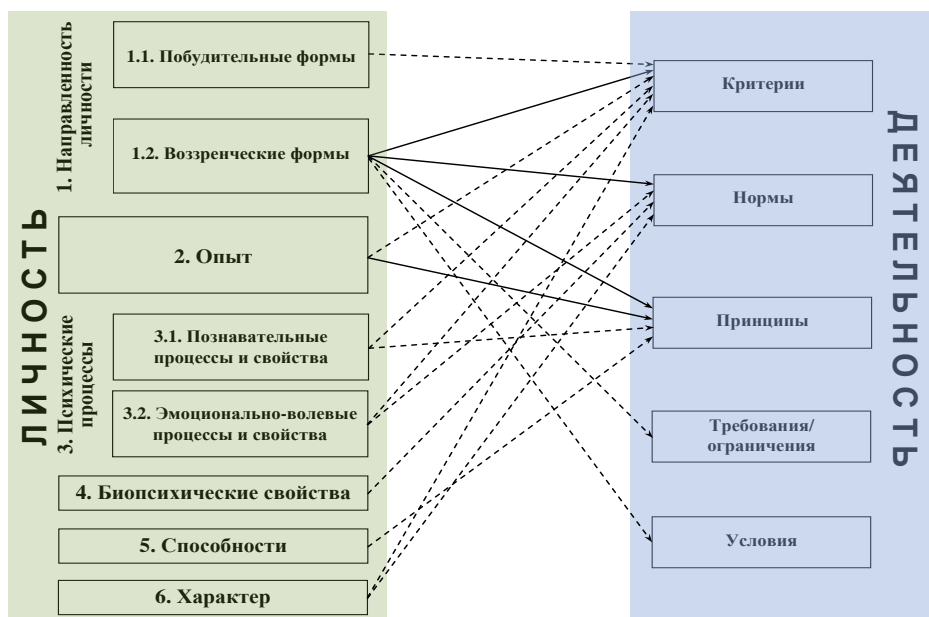 ЛИЧНОСТЬ
1. Направленность
личности
1.1. Побудительные формы
1.2. Воззренческие формы
2. Опыт
3. Психические
процессы
3.1. Познавательные
процессы и свойства
3.2. Эмоционально-волевые
процессы и свойства
4. Биопсихические свойства
5. Способности
6. Характер
Критерии
Нормы
Принципы
Требования/
ограничения
Условия
ДЕЯТЕЛЬНОСТЬ